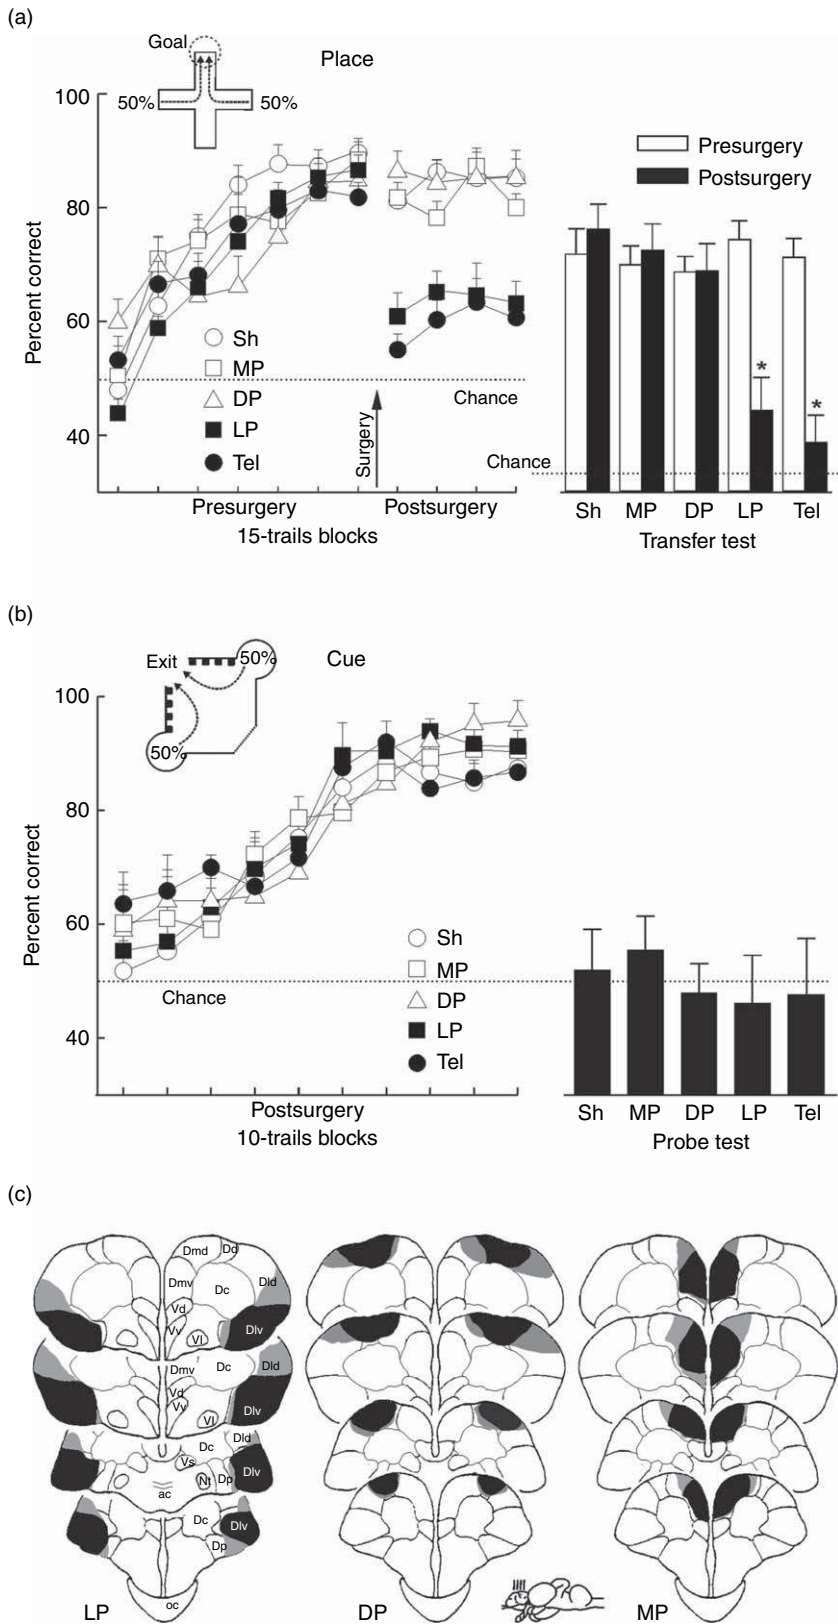 (a)
Goal
Place
100
50%
50%
Presurgery
Postsurgery
80
Percent correct
60
Sh
MP
DP
LP
Tel
Chance
Surgery
40
Chance
Presurgery
Postsurgery
15-trails blocks
Sh MP DP LP Tel
Transfer test
* *
(b)
Exit
50%
Cue
100
50%
80
Percent correct
60
Sh
MP
DP
LP
Tel
Chance
40
Postsurgery
10-trails blocks
Sh MP DP LP Tel
Probe test
(c)
Dmd Dd
Dmv Dc Dld
Vd
Vv Vl Dlv
Dmv Dc Dld
Vd
Vv Vl Dlv
Dc Dld
Vs Nt Dp Dlv
ac
Dc Dlv
Dp
oc
LP DP MP